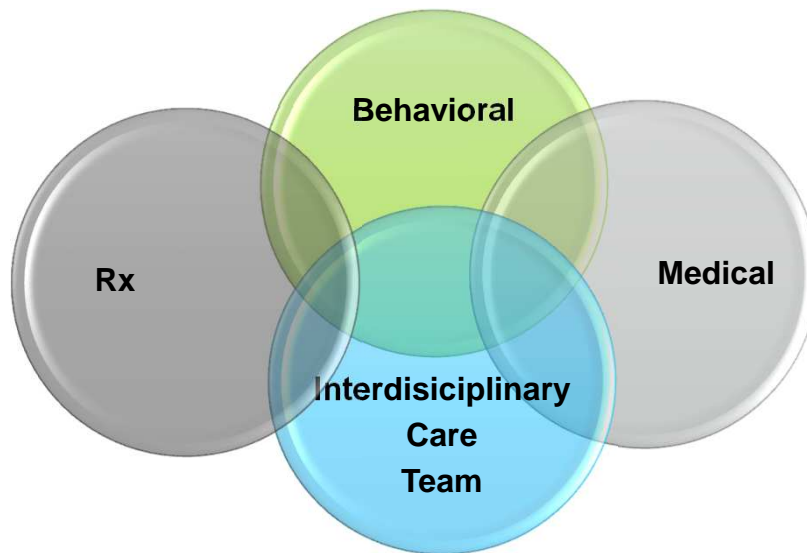 Behavioral
Rx
Medical
Interdisiciplinary
Care
Team